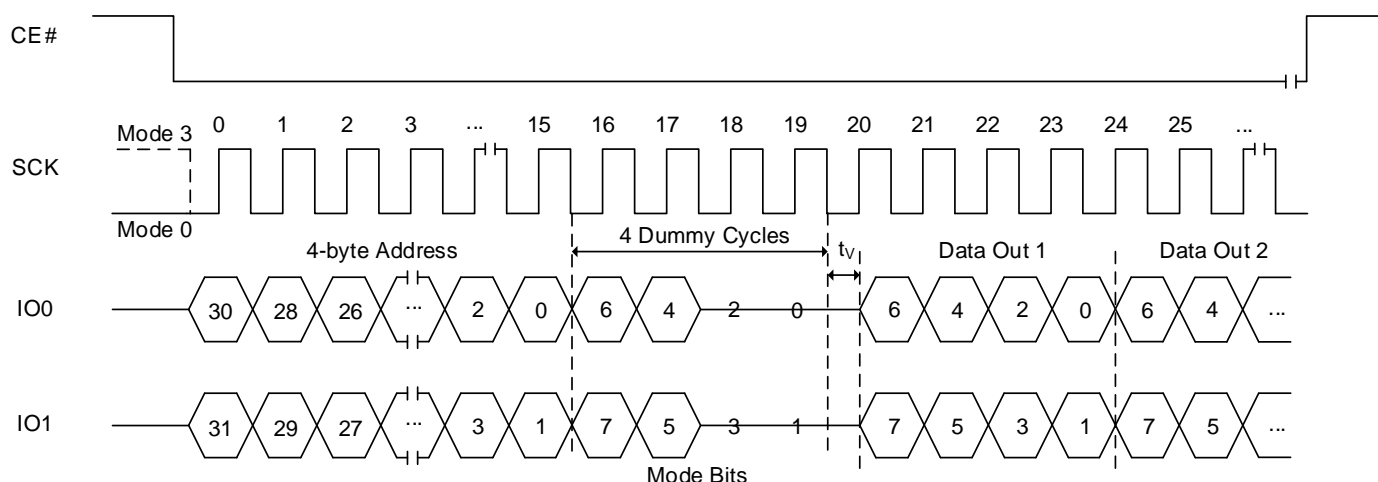 CE#
Mode 3 0 1 2 3 ... 15 16 17 18 19 20 21 22 23 24 25 ...
SCK
Mode 0
4-byte Address 4 Dummy Cycles tV Data Out 1 Data Out 2
IO0 30 28 26 ... 2 0 6 4 2 0 6 4 2 0 6 4 ...
IO1 31 29 27 ... 3 1 7 5 3 1 7 5 3 1 7 5 ...
Mode Bits